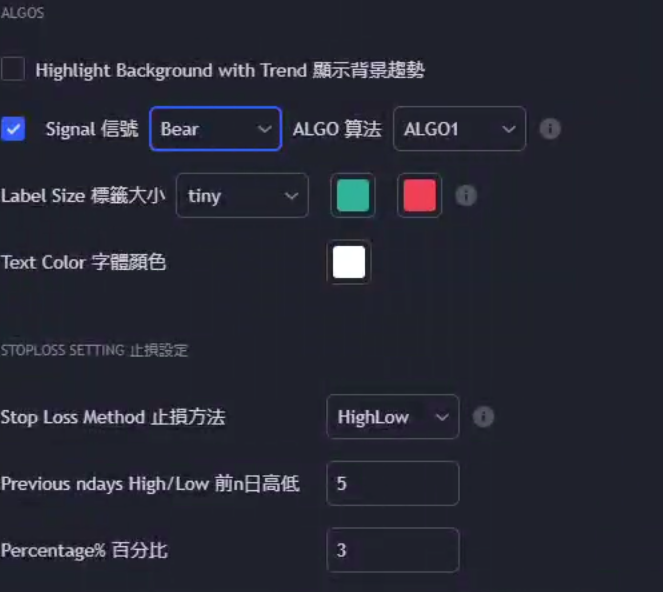 ALGOS
Highlight Background with Trend 顯示背景趨勢
Signal 信號 Bear ALGO 算法 ALGO1
Label Size 標籤大小 tiny
Text Color 字體顏色
STOPLOSS SETTING 止損設定
Stop Loss Method 止損方法 HighLow
Previous ndays High/Low 前n日高低 5
Percentage% 百分比 3